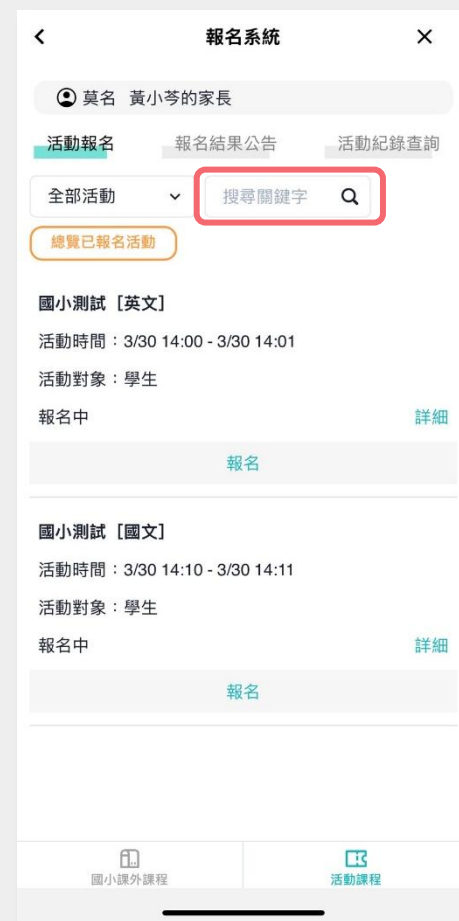 報名系統
莫名 黃小芩的家長
活動報名 報名結果公告 活動紀錄查詢
全部活動 搜尋關鍵字
總覽已報名活動
國小測試［英文］
活動時間：3/30 14:00 - 3/30 14:01
活動對象：學生
報名中 詳細
報名
國小測試［國文］
活動時間：3/30 14:10 - 3/30 14:11
活動對象：學生
報名中 詳細
報名
國小課外課程 活動課程